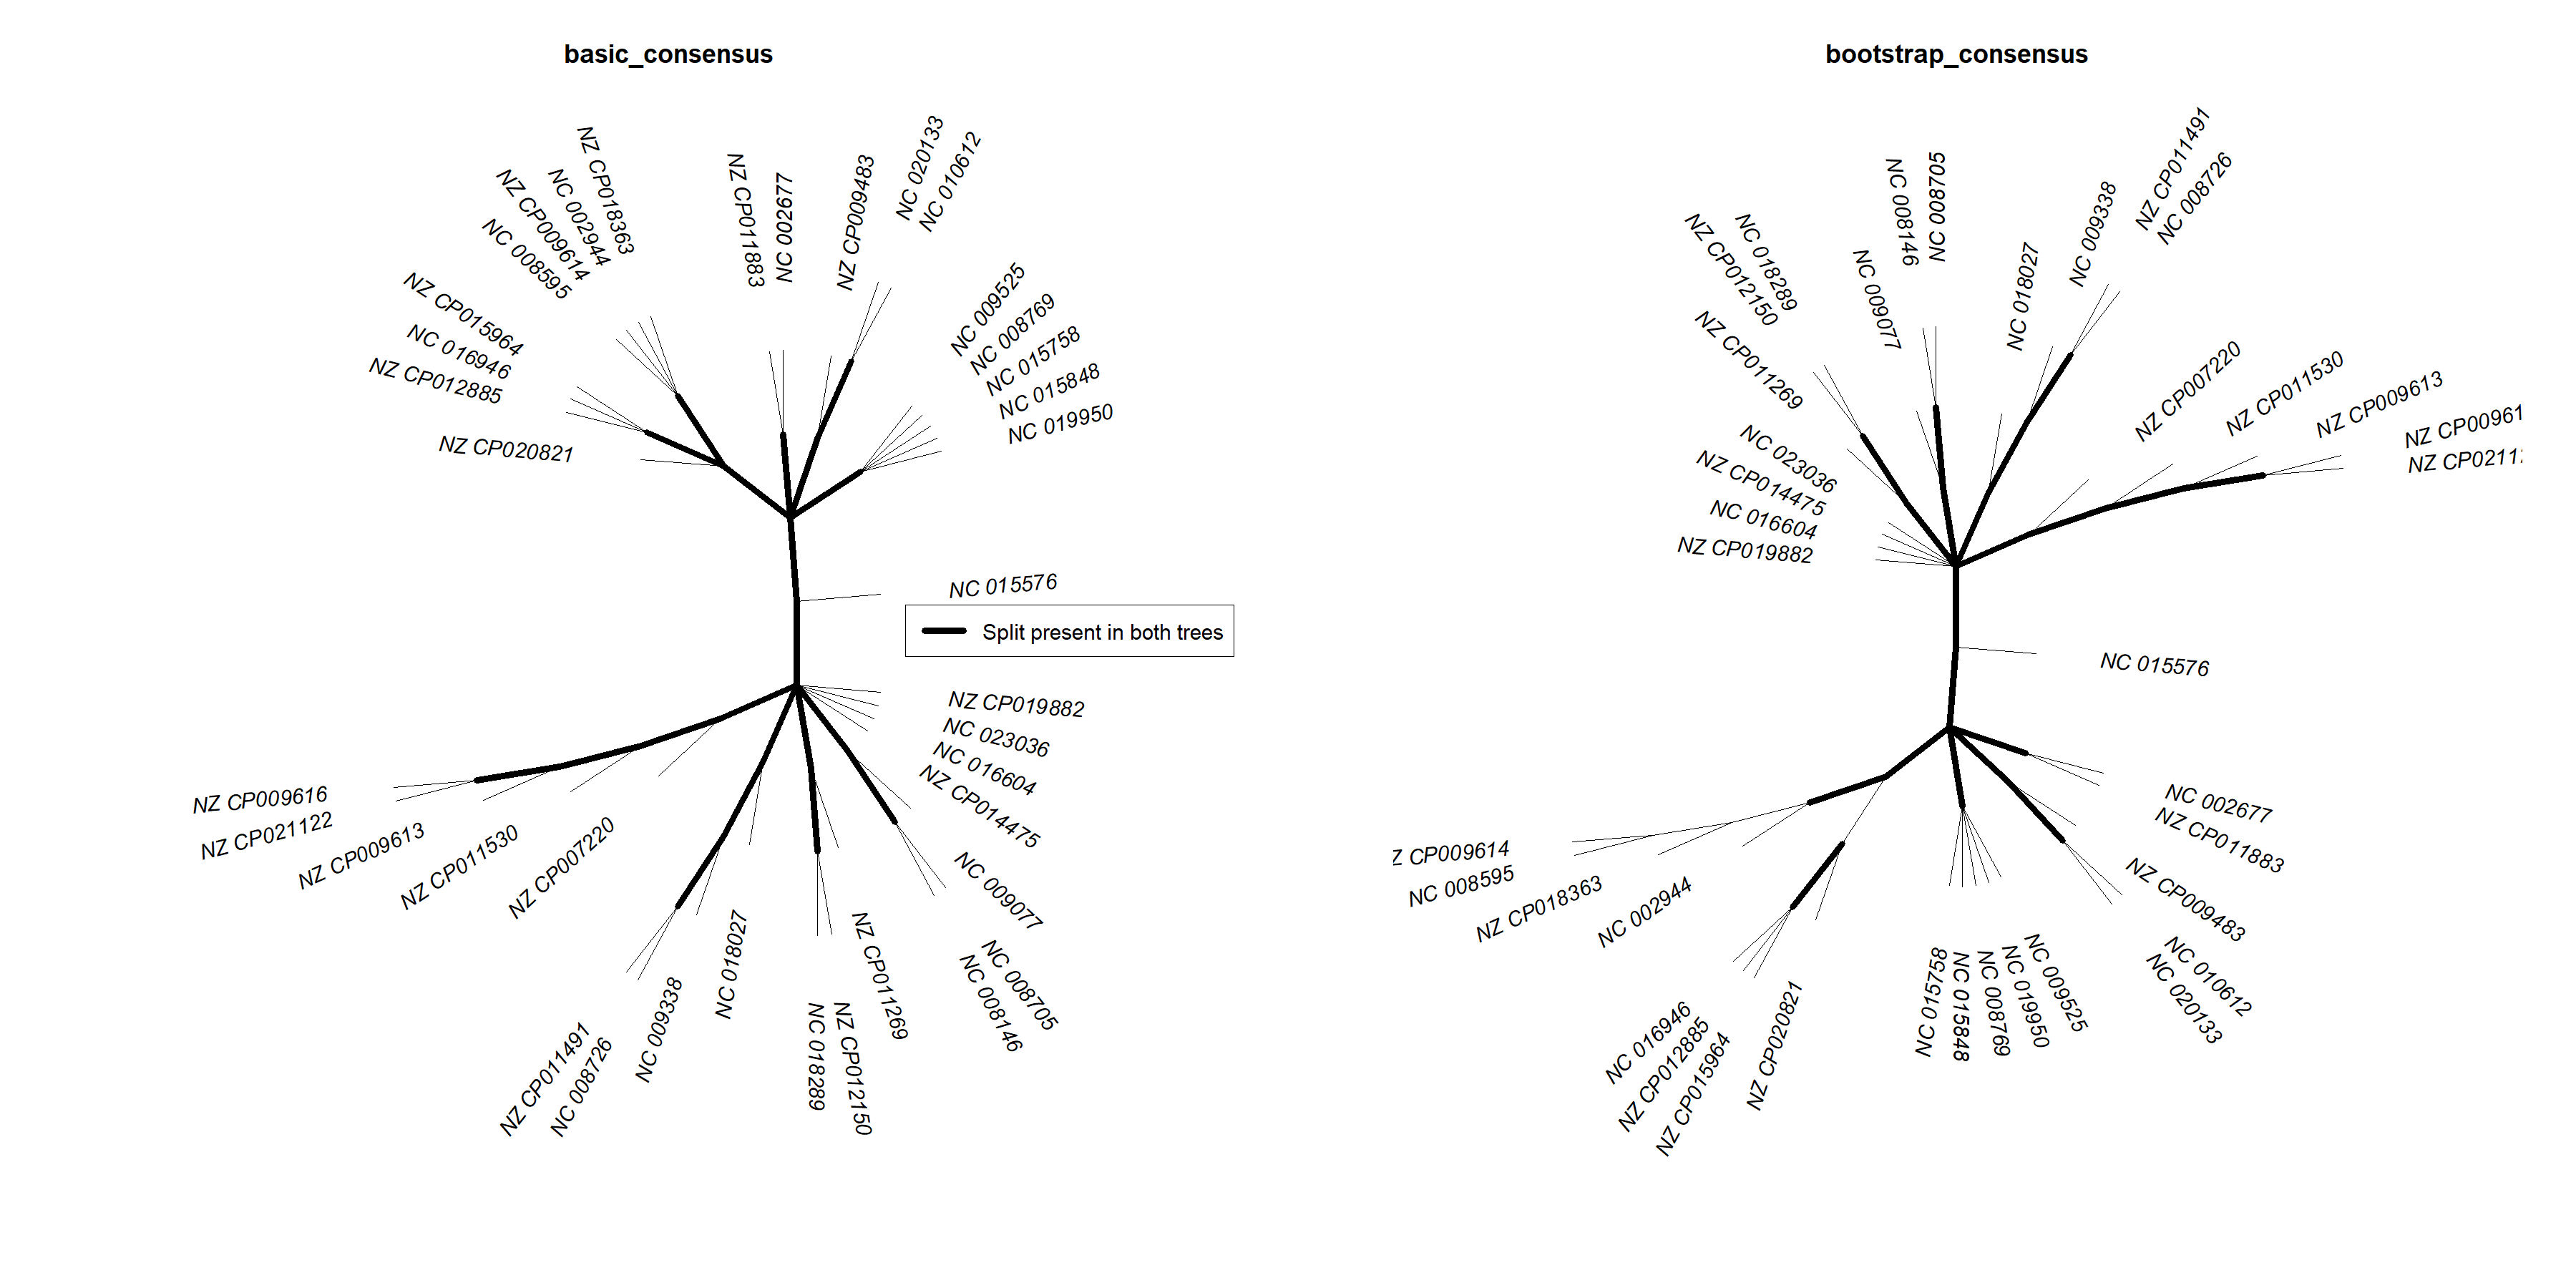 basic_consensus
NZ CP018363
NC 002944
NZ CP009614
NC 008595
NZ CP015964
NC 016946
NZ CP012885
NZ CP020821
NZ CP011883
NC 002677
NZ CP009483
NC 020133
NC 010612
NC 009525
NC 008769
NC 015758
NC 015848
NC 019950
NC 015576
Split present in both trees
NZ CP019882
NC 023036
NC 016604
NZ CP014475
NC 009077
NC 008705
NC 008146
NZ CP011269
NZ CP012150
NC 018289
NC 018027
NC 009338
NC 008726
NZ CP011491
NZ CP007220
NZ CP011530
NZ CP009613
NZ CP021122
NZ CP009616
bootstrap_consensus
NC 008146
NC 008705
NC 009077
NC 018289
NZ CP012150
NZ CP011269
NC 023036
NZ CP014475
NC 016604
NZ CP019882
NC 018027
NC 009338
NZ CP011491
NC 008726
NZ CP007220
NZ CP011530
NZ CP009613
NZ CP00961
NZ CP0211
NC 015576
NC 002677
NZ CP011883
NZ CP009483
NC 010612
NC 020133
NC 009525
NC 019950
NC 008769
NC 015848
NC 015758
NZ CP020821
NZ CP015964
NZ CP012885
NC 016946
NC 002944
NZ CP018363
NC 008595
Z CP009614